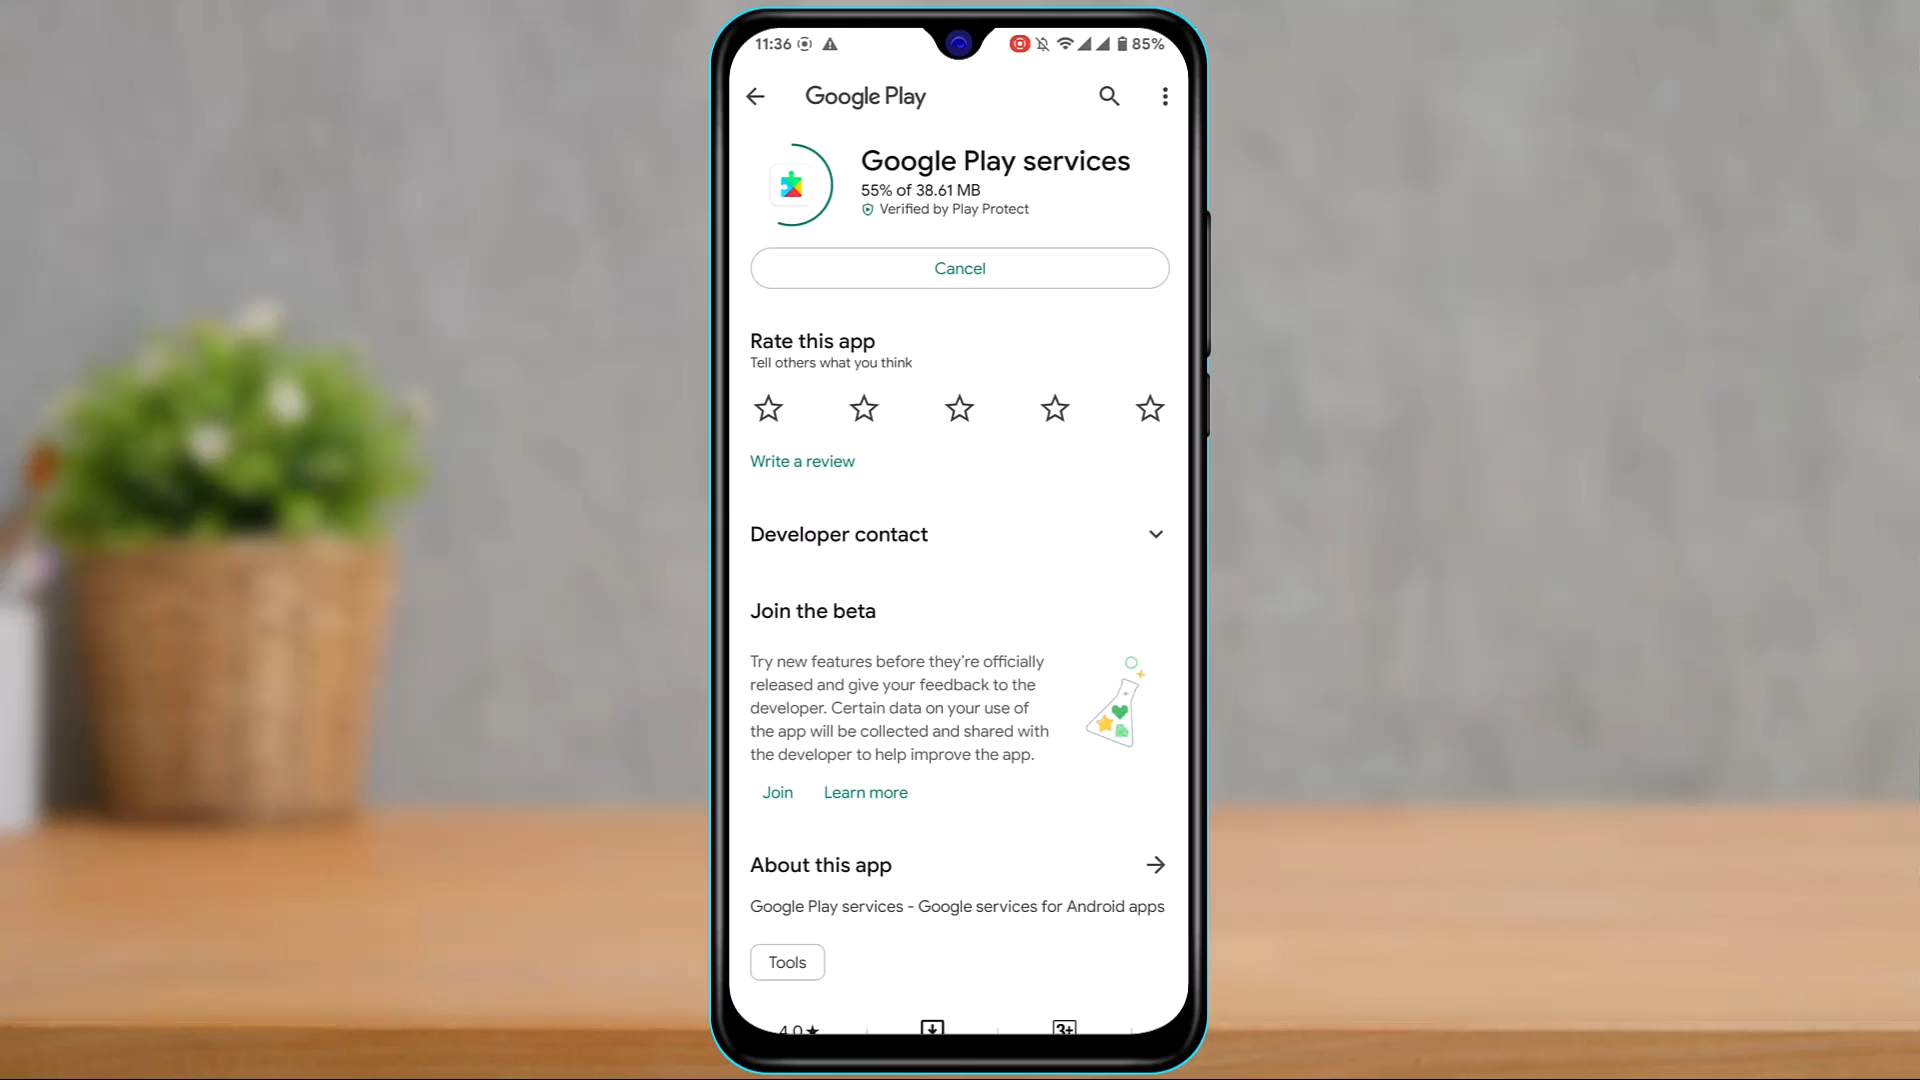 11:36 85%
Google Play
Google Play services
55% of 38.61 MB
Verified by Play Protect
Cancel
Rate this app
Tell others what you think
Write a review
Developer contact
Join the beta
Try new features before they're officially
released and give your feedback to the
developer. Certain data on your use of
the app will be collected and shared with
the developer to help improve the app.
Join Learn more
About this app
Google Play services - Google services for Android apps
Tools
4.0★ 3+